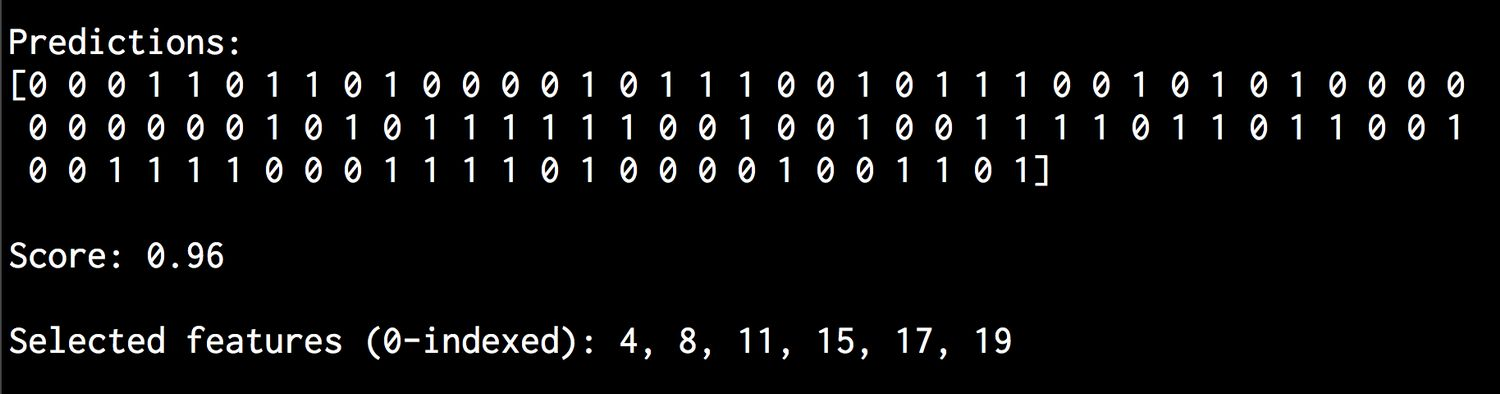 Predictions:
[0 0 0 1 1 0 1 1 0 1 0 0 0 0 1 0 1 1 1 0 0 1 0 1 1 1 0 0 1 0 1 0 1 0 0 0 0
0 0 0 0 0 0 1 0 1 0 1 1 1 1 1 1 0 0 1 0 0 1 0 0 1 1 1 1 0 1 1 0 1 1 0 0 1
0 0 1 1 1 1 0 0 0 1 1 1 1 0 1 0 0 0 0 1 0 0 1 1 0 1]
Score: 0.96
Selected features (0-indexed): 4, 8, 11, 15, 17, 19